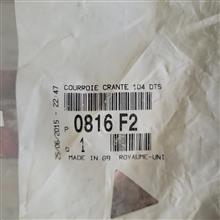 COURROIE CRANTE 104 DTS
25-06-2015 - 22:47
P 0816 F2
Q 1
MADE IN GB ROYAUME-UNI